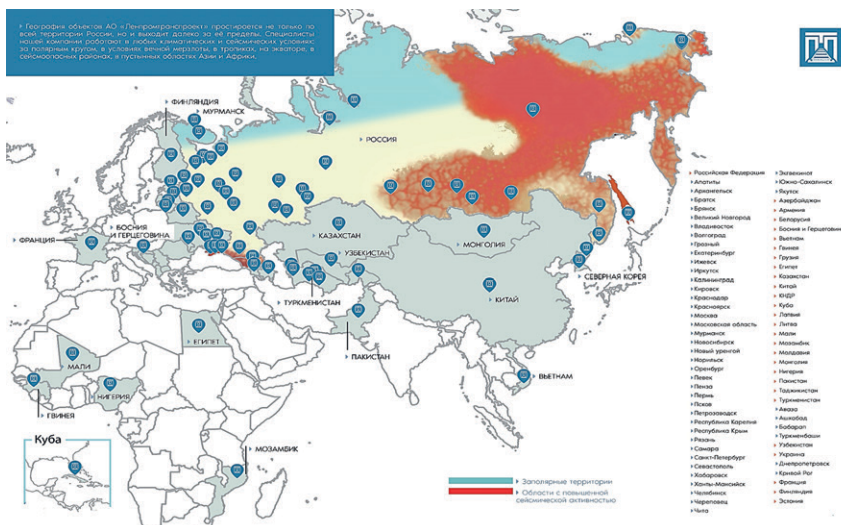 География объектов АО «Ленпромтранспроект» простирается не только по
всей территории России, но и выходит далеко за её пределы. Специалисты
нашей компании работают в любых климатических и сейсмических условиях:
за полярным кругом, в условиях вечной мерзлоты, в тропиках, на экваторе, в
сейсмоопасных районах, в пустынных областях Азии и Африки.
ФИНЛЯНДИЯ
МУРМАНСК
РОССИЯ
БОСНИЯ
И ГЕРЦЕГОВИНА
ФРАНЦИЯ
КАЗАХСТАН
МОНГОЛИЯ
УЗБЕКИСТАН
СЕВЕРНАЯ КОРЕЯ
ТУРКМЕНИСТАН
КИТАЙ
ЕГИПЕТ
ПАКИСТАН
МАЛИ
ВЬЕТНАМ
НИГЕРИЯ
ГВИНЕЯ
МОЗАМБИК
Куба
Заполярные территории
Области с повышенной
сейсмической активностью
Российская Федерация
Апатиты
Архангельск
Братск
Брянск
Великий Новгород
Владивосток
Волгоград
Грозный
Екатеринбург
Ижевск
Иркутск
Калининград
Кировск
Краснодар
Красноярск
Москва
Московская область
Мурманск
Новосибирск
Новый уренгой
Норильск
Оренбург
Певек
Пенза
Пермь
Псков
Петрозаводск
Республика Карелия
Республика Крым
Рязань
Самара
Санкт-Петербург
Севастополь
Хабаровск
Ханты-Мансийск
Челябинск
Череповец
Чита
Эгвекинот
Южно-Сахалинск
Якутск
Азербайджан
Армения
Белоруссия
Босния и Герцеговина
Вьетнам
Гвинея
Грузия
Египет
Казахстан
Китай
КНДР
Куба
Латвия
Литва
Мали
Мозамбик
Молдавия
Монголия
Нигерия
Пакистан
Таджикистан
Туркменистан
Аваза
Ашхабад
Бабарап
Туркменбаши
Узбекистан
Украина
Днепропетровск
Кривой Рог
Франция
Финляндия
Эстония